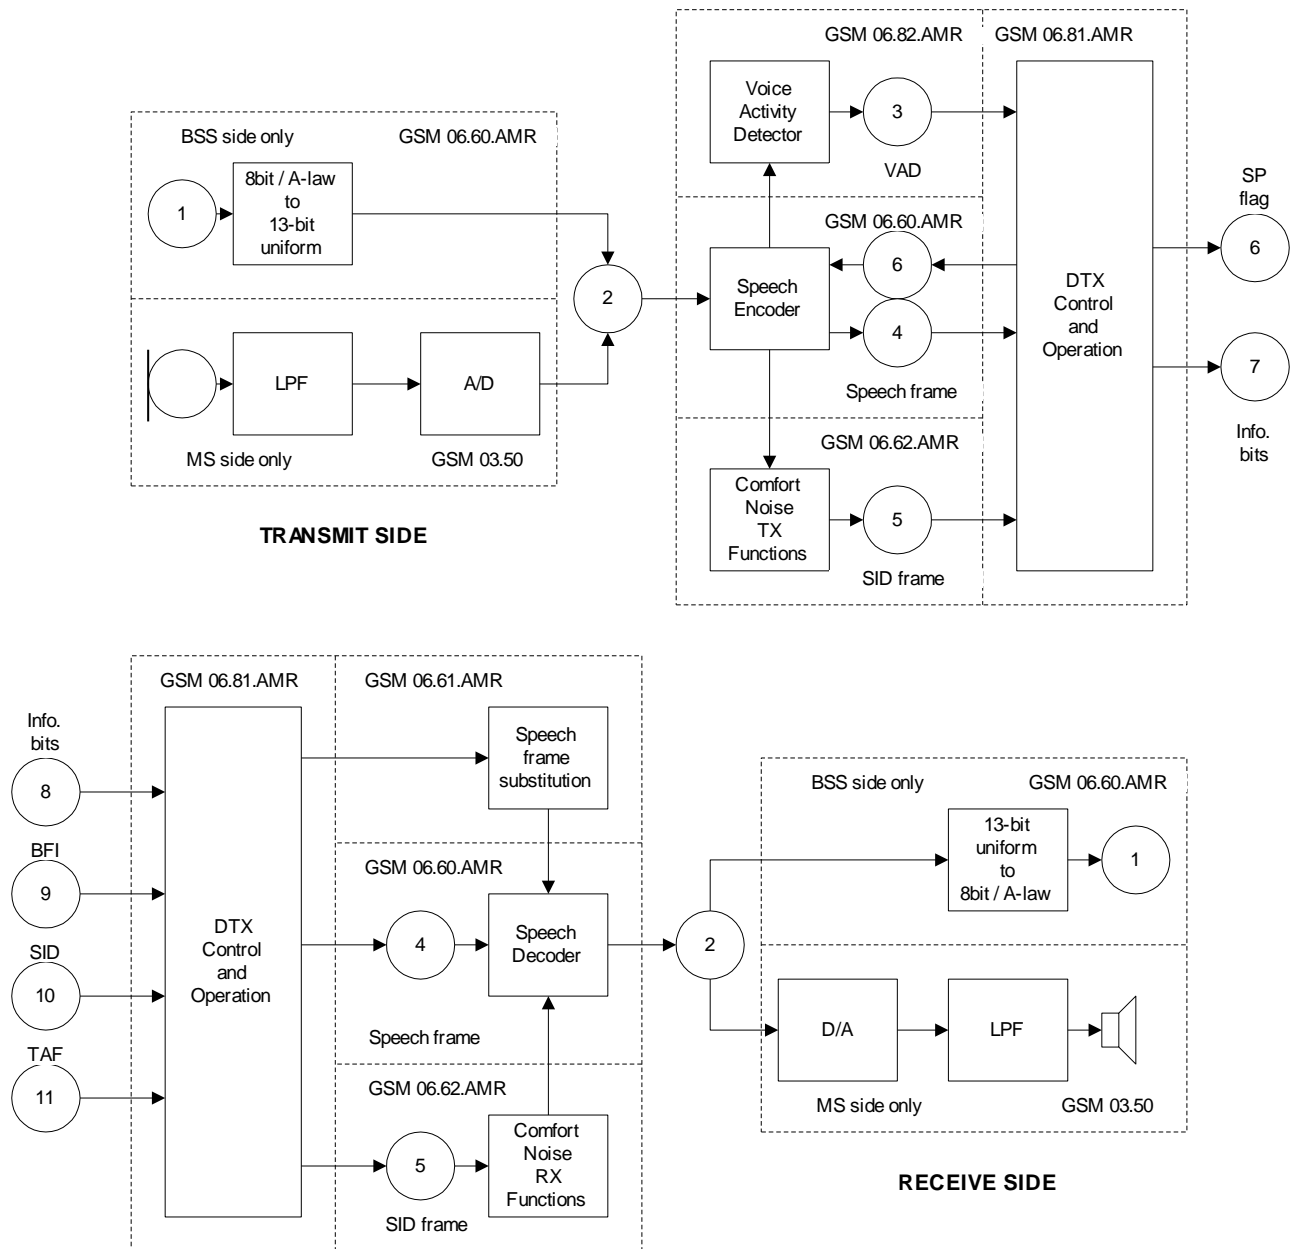 GSM 06.82.AMR
GSM 06.81.AMR
Voice
Activity
Detector
3
VAD
BSS side only
GSM 06.60.AMR
1
8bit / A-law
to
13-bit
uniform
2
GSM 06.60.AMR
Speech
Encoder
6
4
Speech frame
DTX
Control
and
Operation
SP
flag
6
7
Info.
bits
LPF
A/D
MS side only
GSM 03.50
GSM 06.62.AMR
Comfort
Noise
TX
Functions
5
SID frame
TRANSMIT SIDE
GSM 06.81.AMR
GSM 06.61.AMR
Info.
bits
8
BFI
9
SID
10
TAF
11
DTX
Control
and
Operation
Speech
frame
substitution
GSM 06.60.AMR
4
Speech
Decoder
Speech frame
GSM 06.62.AMR
5
Comfort
Noise
RX
Functions
SID frame
2
BSS side only
GSM 06.60.AMR
13-bit
uniform
to
8bit / A-law
1
D/A
LPF
MS side only
GSM 03.50
RECEIVE SIDE